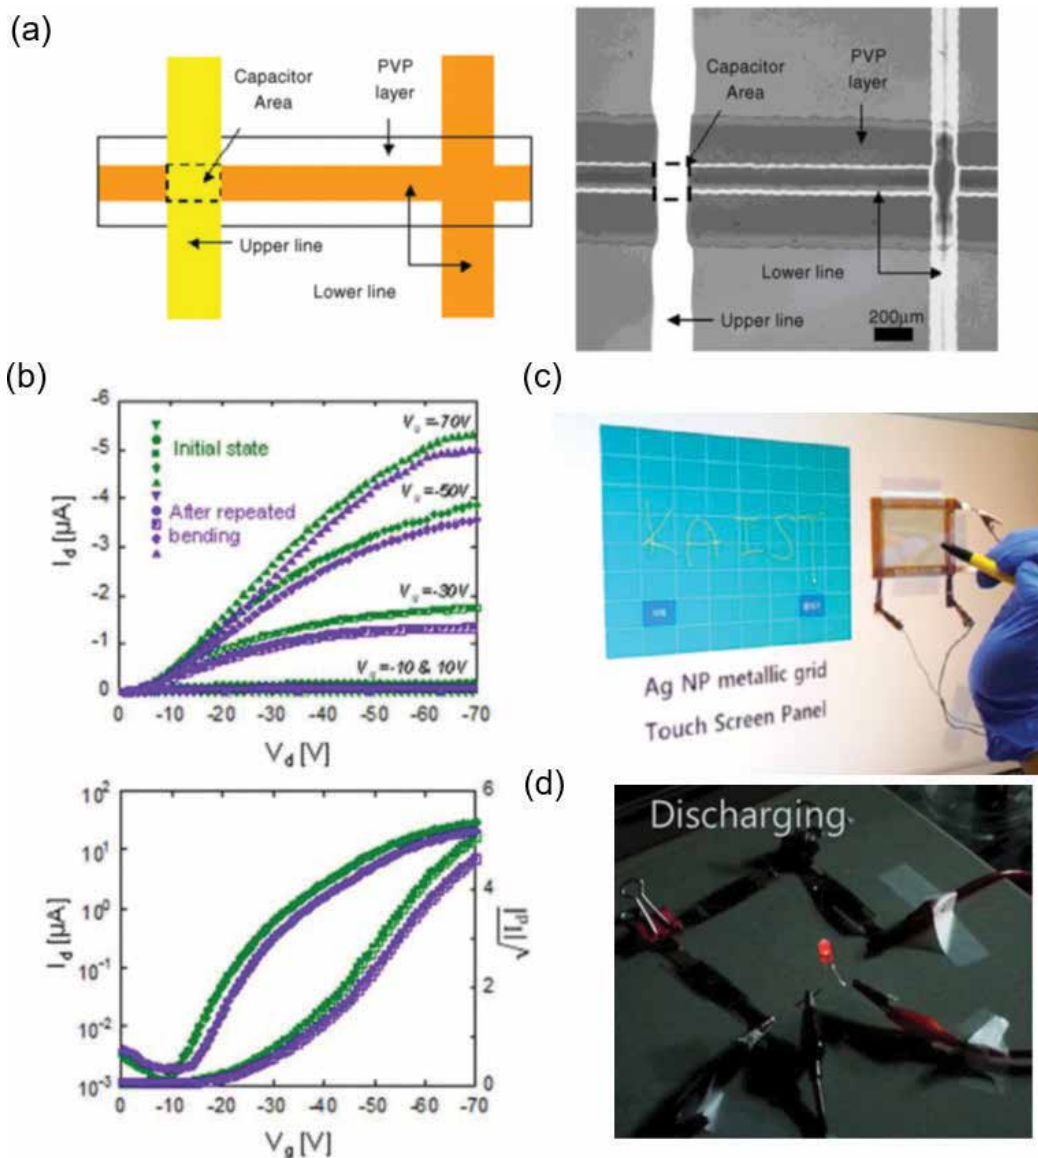 (a)
Capacitor
Area
PVP
layer
Upper line
Lower line
PVP
layer
Capacitor
Area
Lower line
Upper line
200μm
(b)
-6
-5
-4
-3
-2
-1
0
I_d [μA]
Initial state
After repeated
bending
V_g=-70V
V_g=-50V
V_g=-30V
V_g=-10 & 10V
0 -10 -20 -30 -40 -50 -60 -70
V_d [V]
10^2
10^1
10^0
10^-1
10^-2
10^-3
I_d [μA]
6
4
2
0
√|I_d|
0 -10 -20 -30 -40 -50 -60 -70
V_g [V]
(c)
KAIST
Ag NP metallic grid
Touch Screen Panel
(d)
Discharging